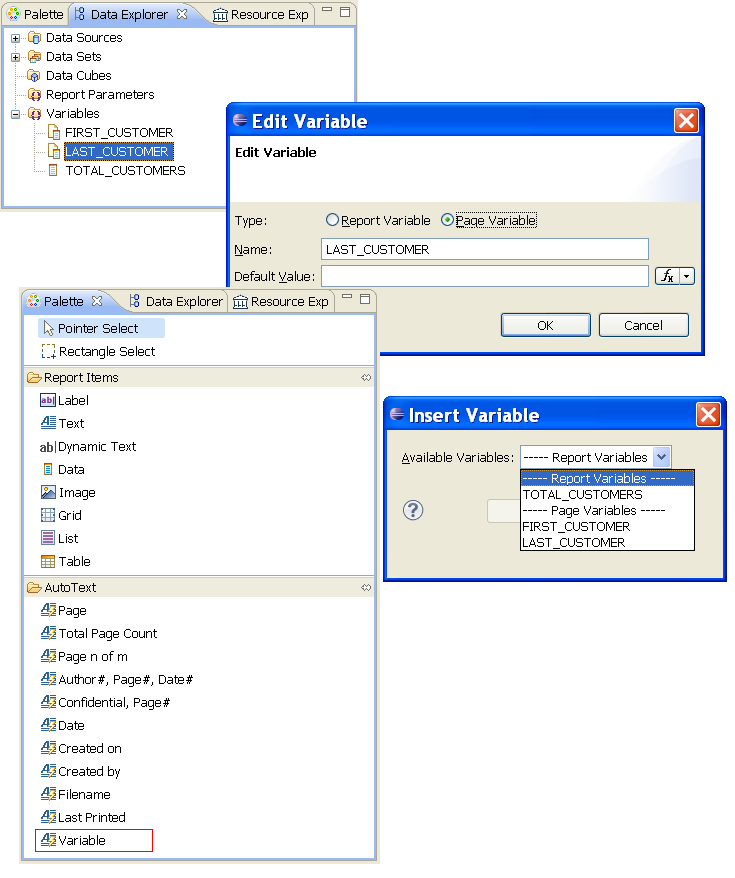 Palette Data Explorer Resource Exp
Data Sources
Data Sets
Data Cubes
Report Parameters
Variables
FIRST_CUSTOMER
LAST_CUSTOMER
TOTAL_CUSTOMERS
Edit Variable
Edit Variable
Type: Report Variable Page Variable
Name: LAST_CUSTOMER
Default Value: fx
OK Cancel
Palette Data Explorer Resource Exp
Pointer Select
Rectangle Select
Report Items
ab| Label
Text
ab| Dynamic Text
Data
Image
Grid
List
Table
AutoText
Page
Total Page Count
Page n of m
Author#, Page#, Date#
Confidential, Page#
Date
Created on
Created by
Filename
Last Printed
Variable
Insert Variable
Available Variables: ----- Report Variables -----
----- Report Variables -----
TOTAL_CUSTOMERS
----- Page Variables -----
FIRST_CUSTOMER
LAST_CUSTOMER
?